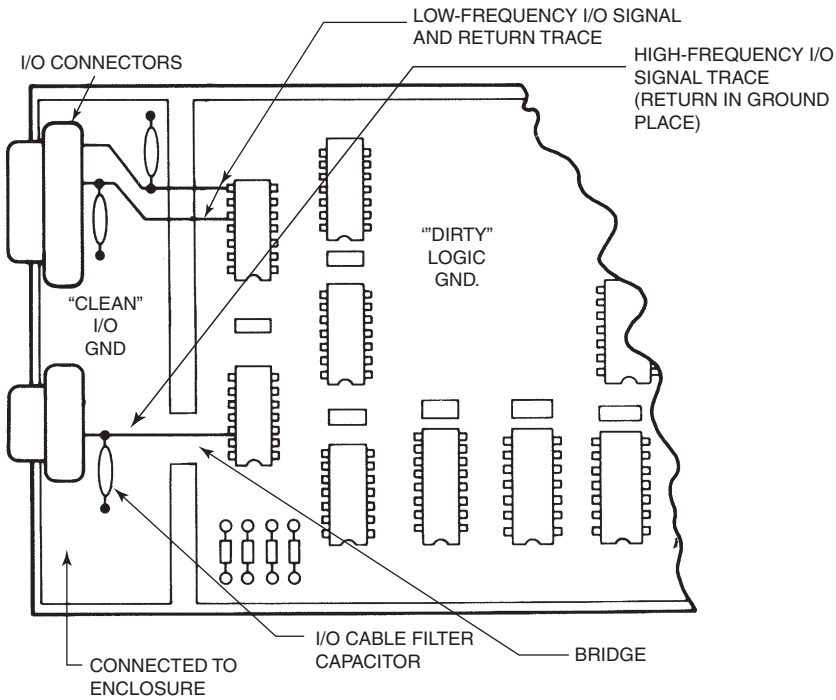 LOW-FREQUENCY I/O SIGNAL
AND RETURN TRACE
HIGH-FREQUENCY I/O
SIGNAL TRACE
(RETURN IN GROUND
PLACE)
I/O CONNECTORS
“"DIRTY"
LOGIC
GND.
“CLEAN”
I/O
GND
I/O CABLE FILTER
CAPACITOR
BRIDGE
CONNECTED TO
ENCLOSURE